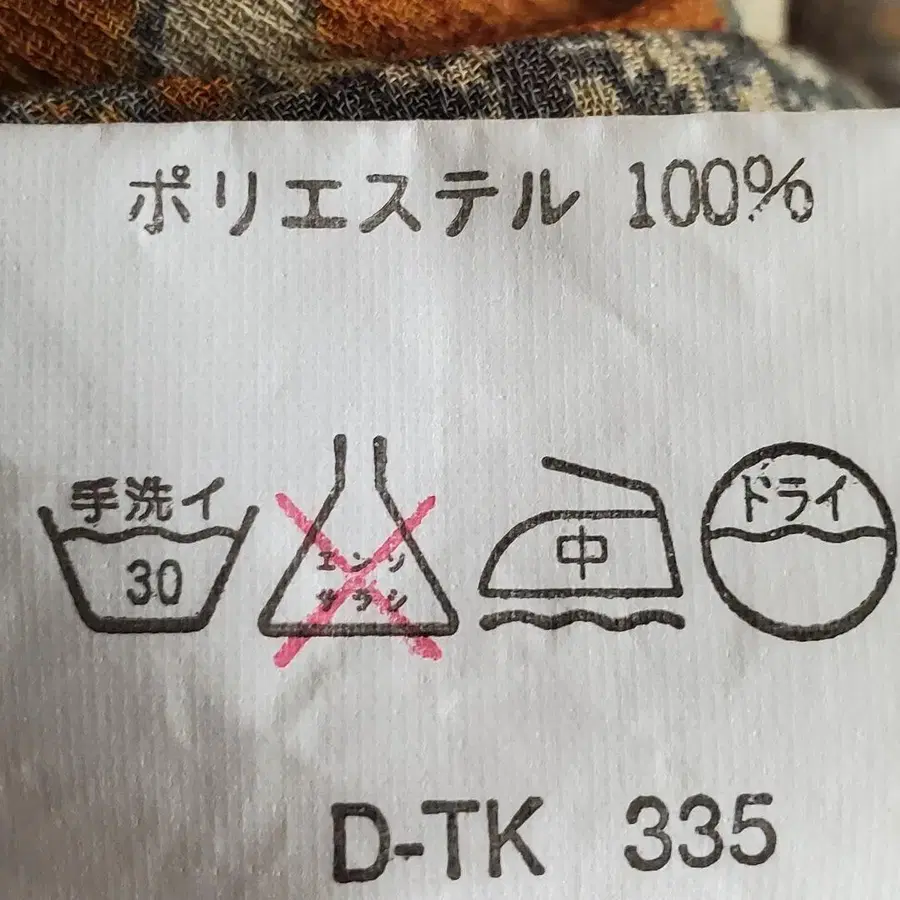 ポリエステル 100%
手洗イ
30
エンソ
サラシ
中
ドライ
D-TK 335